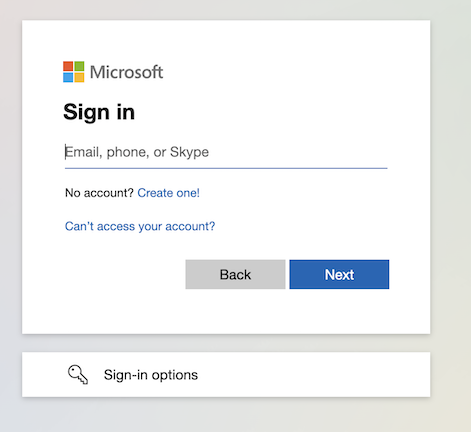 Microsoft
Sign in
Email, phone, or Skype
No account? Create one!
Can't access your account?
Back Next
Sign-in options